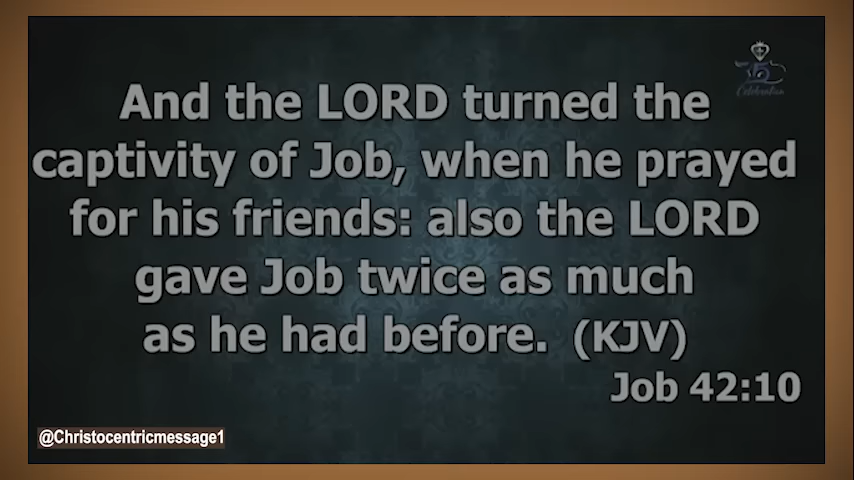 And the LORD turned the
captivity of Job, when he prayed
for his friends: also the LORD
gave Job twice as much
as he had before. (KJV)
Job 42:10
@Christocentricmessage1
Celebration